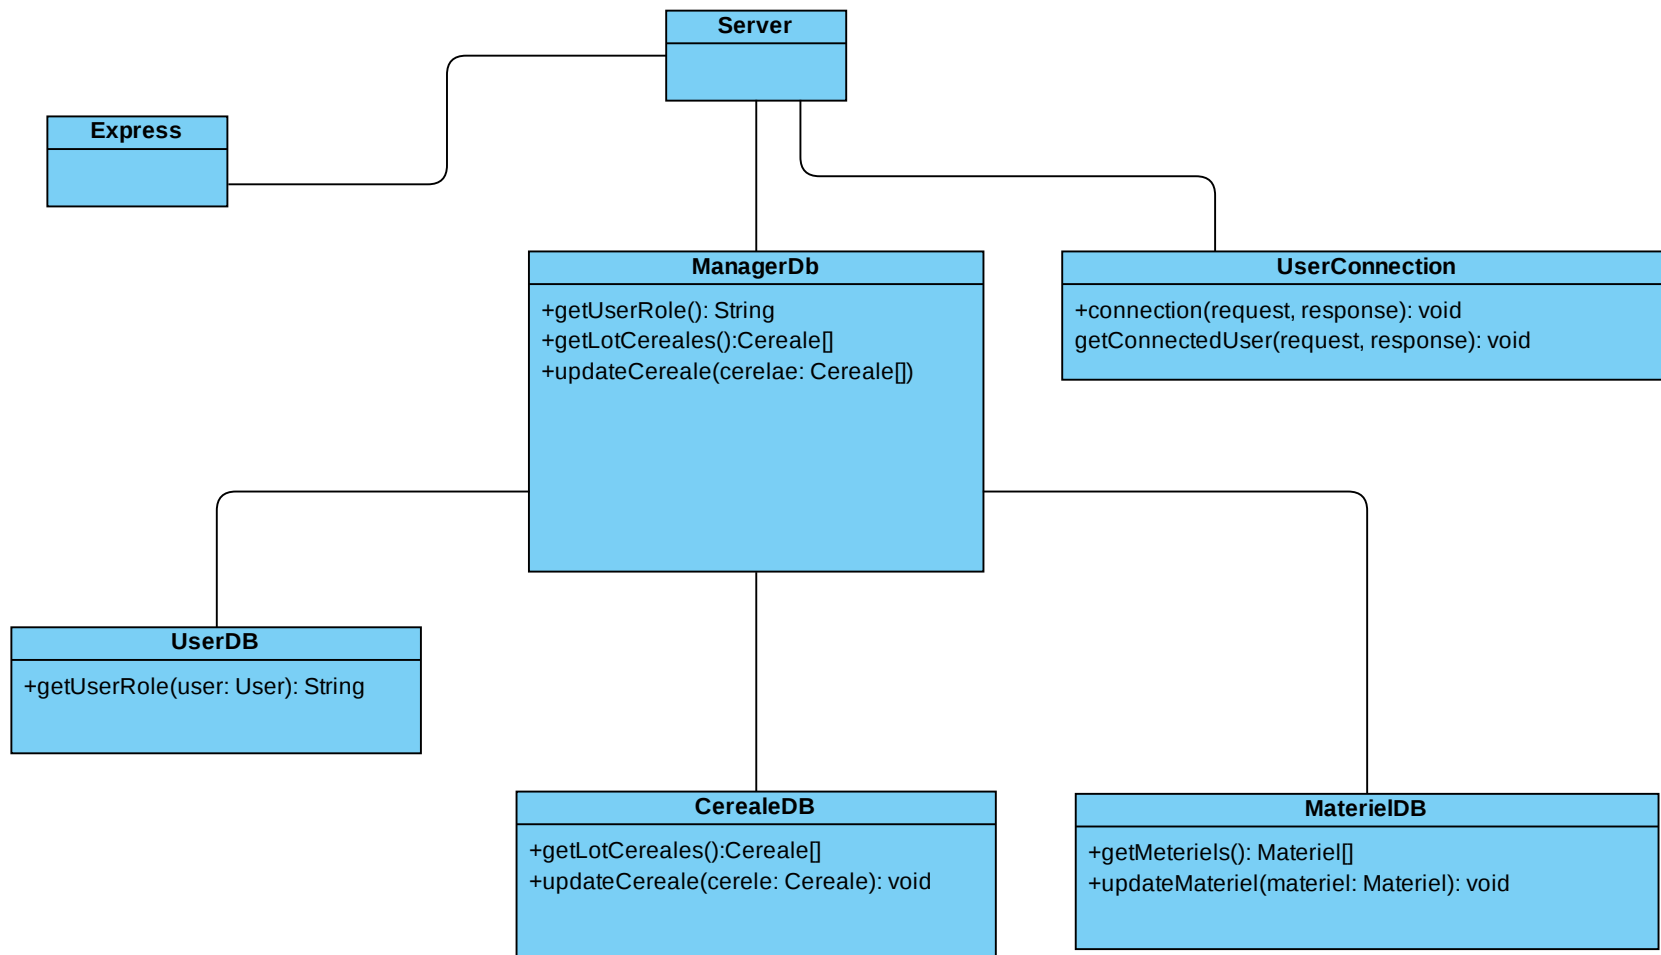 Server
Express
ManagerDb
+getUserRole(): String
+getLotCereales():Cereale[]
+updateCereale(cerelae: Cereale[])
UserConnection
+connection(request, response): void
getConnectedUser(request, response): void
UserDB
+getUserRole(user: User): String
CerealeDB
+getLotCereales():Cereale[]
+updateCereale(cerele: Cereale): void
MaterielDB
+getMeteriels(): Materiel[]
+updateMateriel(materiel: Materiel): void